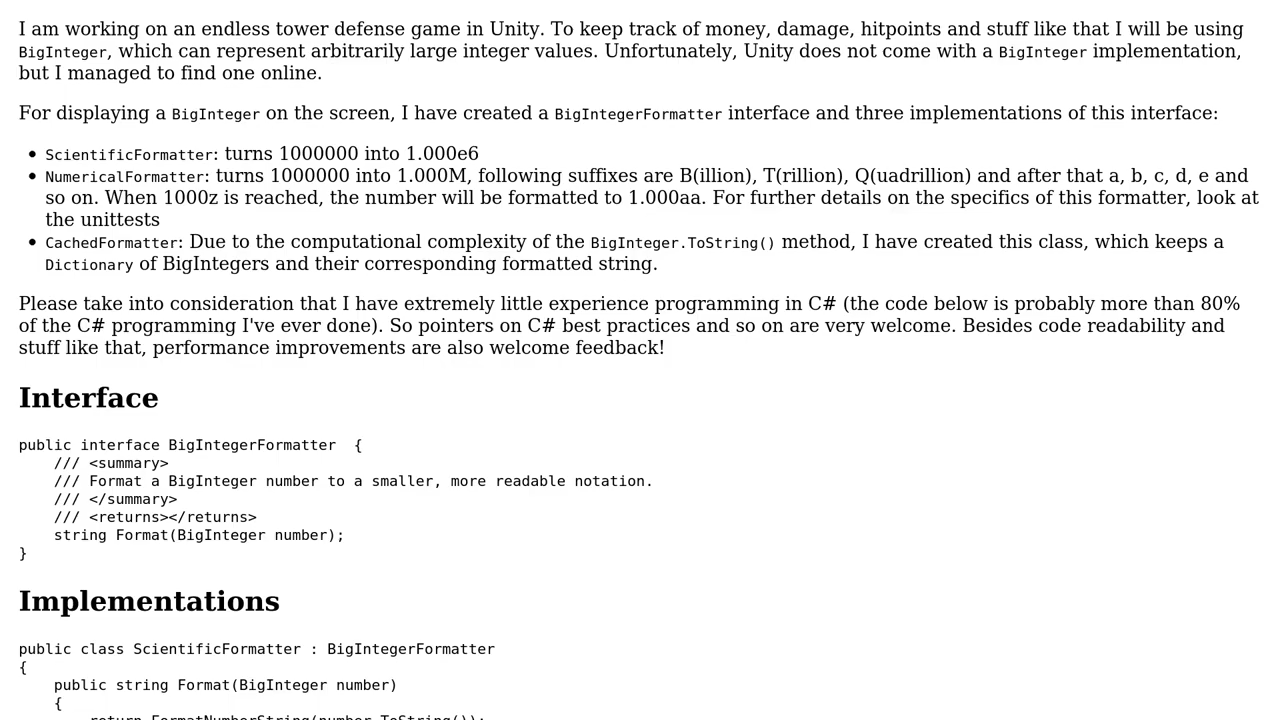 I am working on an endless tower defense game in Unity. To keep track of money, damage, hitpoints and stuff like that I will be using
BigInteger, which can represent arbitrarily large integer values. Unfortunately, Unity does not come with a BigInteger implementation,
but I managed to find one online.
For displaying a BigInteger on the screen, I have created a BigIntegerFormatter interface and three implementations of this interface:
• ScientificFormatter: turns 1000000 into 1.000e6
• NumericalFormatter: turns 1000000 into 1.000M, following suffixes are B(illion), T(rillion), Q(uadrillion) and after that a, b, c, d, e and
so on. When 1000z is reached, the number will be formatted to 1.000aa. For further details on the specifics of this formatter, look at
the unittests
• CachedFormatter: Due to the computational complexity of the BigInteger.ToString() method, I have created this class, which keeps a
Dictionary of BigIntegers and their corresponding formatted string.
Please take into consideration that I have extremely little experience programming in C# (the code below is probably more than 80%
of the C# programming I've ever done). So pointers on C# best practices and so on are very welcome. Besides code readability and
stuff like that, performance improvements are also welcome feedback!
Interface
public interface BigIntegerFormatter  {
    /// <summary>
    /// Format a BigInteger number to a smaller, more readable notation.
    /// </summary>
    /// <returns></returns>
    string Format(BigInteger number);
}
Implementations
public class ScientificFormatter : BigIntegerFormatter
{
    public string Format(BigInteger number)
    {
        return FormatNumberString(number.ToString());